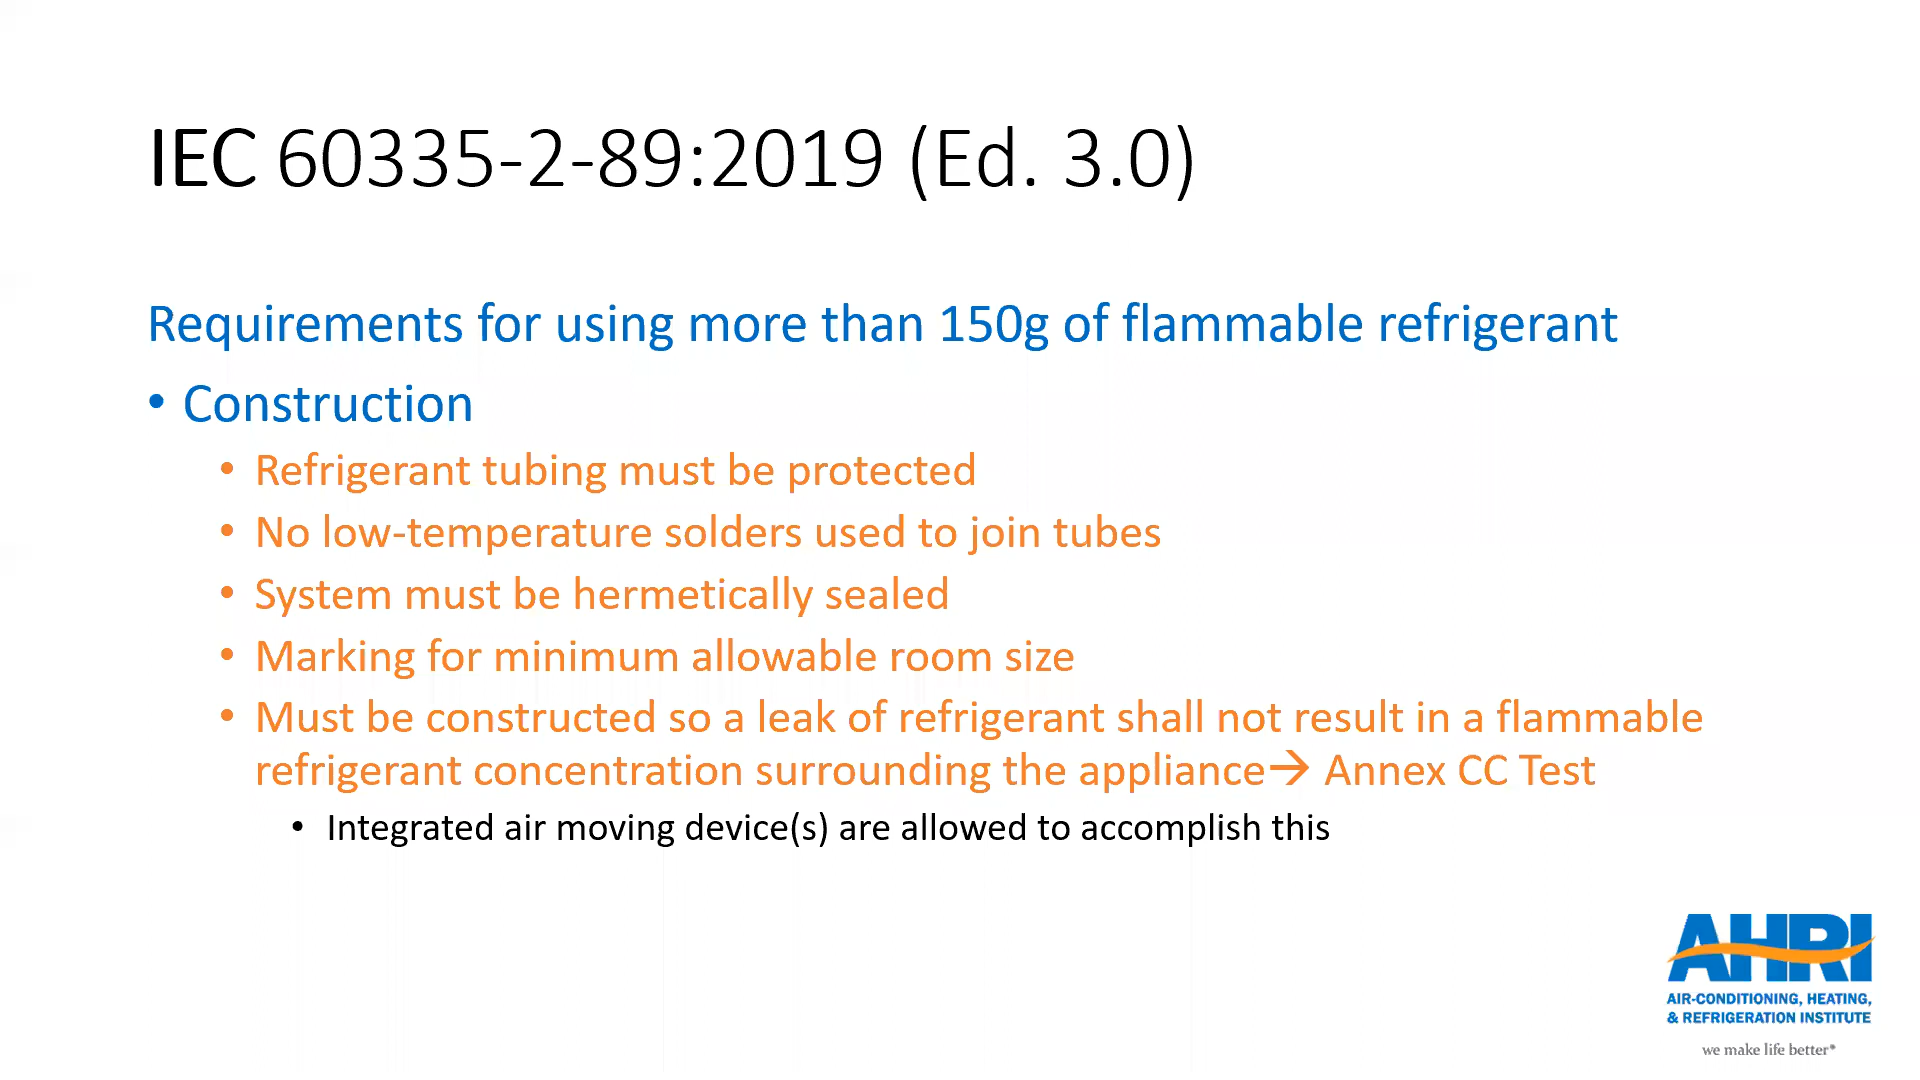 IEC 60335-2-89:2019 (Ed. 3.0)
Requirements for using more than 150g of flammable refrigerant
• Construction
• Refrigerant tubing must be protected
• No low-temperature solders used to join tubes
• System must be hermetically sealed
• Marking for minimum allowable room size
• Must be constructed so a leak of refrigerant shall not result in a flammable
refrigerant concentration surrounding the appliance→ Annex CC Test
• Integrated air moving device(s) are allowed to accomplish this
AHRI
AIR-CONDITIONING, HEATING,
& REFRIGERATION INSTITUTE
we make life better®